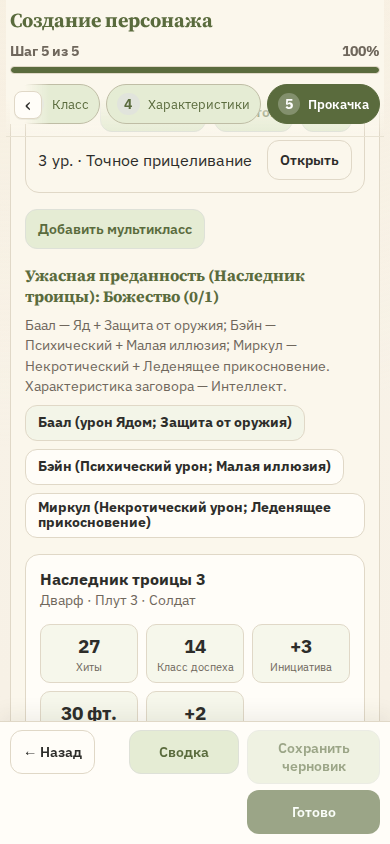 Создание персонажа
Шаг 5 из 5
100%
‹
Класс
4
Характеристики
5
Прокачка
3 ур. · Точное прицеливание
Открыть
Добавить мультикласс
Ужасная преданность (Наследник
троицы): Божество (0/1)
Баал — Яд + Защита от оружия; Бэйн —
Психический + Малая иллюзия; Миркул —
Некротический + Леденящее прикосновение.
Характеристика заговора — Интеллект.
Баал (урон Ядом; Защита от оружия)
Бэйн (Психический урон; Малая иллюзия)
Миркул (Некротический урон; Леденящее
прикосновение)
Наследник троицы 3
Дварф · Плут 3 · Солдат
27
14
+3
Хиты
Класс доспеха
Инициатива
30 фт.
+2
← Назад
Сводка
Сохранить
черновик
Готово